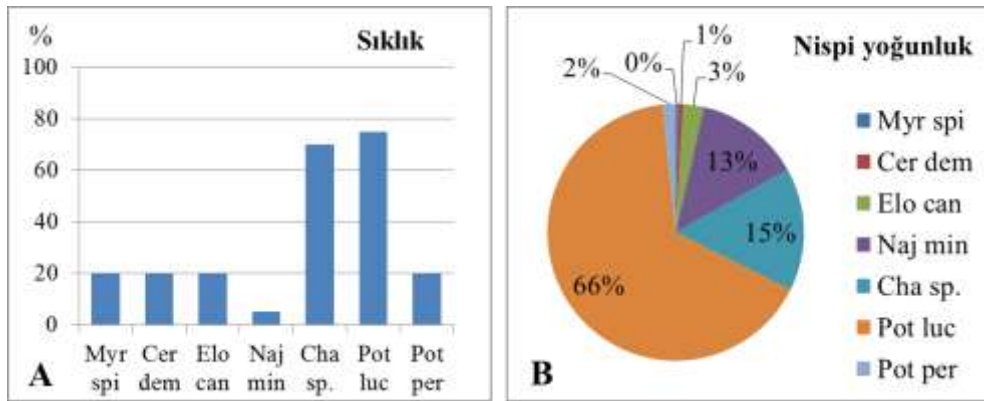 %
Sıklık
100
80
60
40
20
0
Myr spi
Cer dem
Elo can
Naj min
Cha sp.
Pot luc
Pot per
A
Nispi yoğunluk
2%
0%
1%
3%
13%
15%
66%
Myr spi
Cer dem
Elo can
Naj min
Cha sp.
Pot luc
Pot per
B